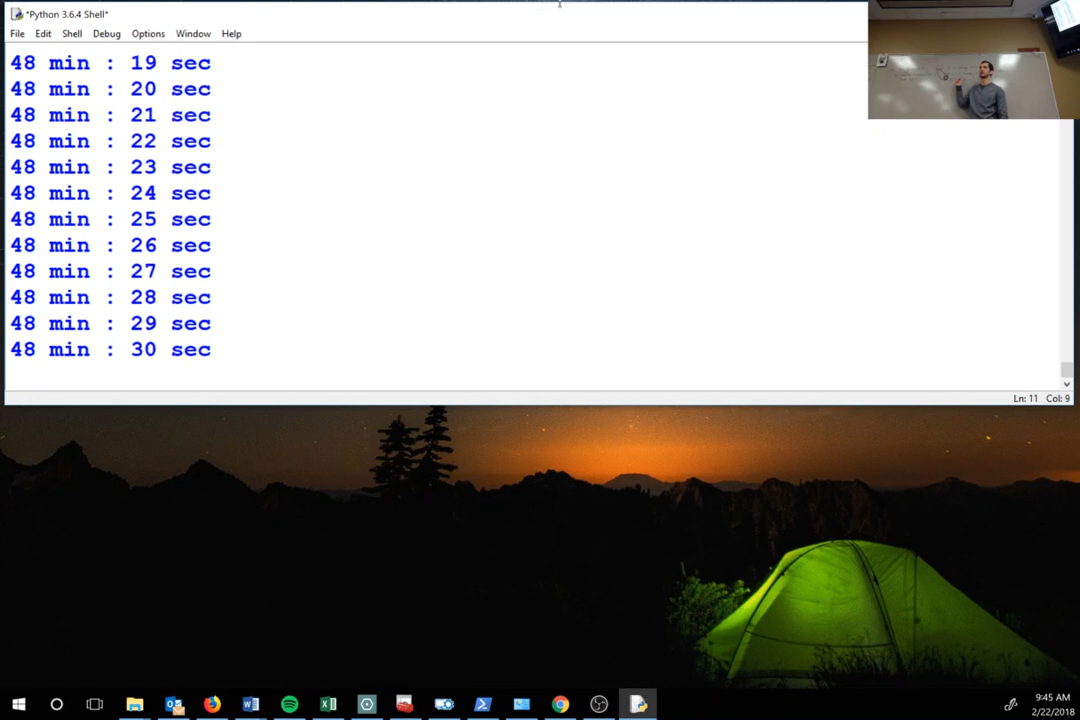 *Python 3.6.4 Shell*
File Edit Shell Debug Options Window Help
48 min : 19 sec
48 min : 20 sec
48 min : 21 sec
48 min : 22 sec
48 min : 23 sec
48 min : 24 sec
48 min : 25 sec
48 min : 26 sec
48 min : 27 sec
48 min : 28 sec
48 min : 29 sec
48 min : 30 sec
Ln: 11 Col: 9
9:45 AM
2/22/2018